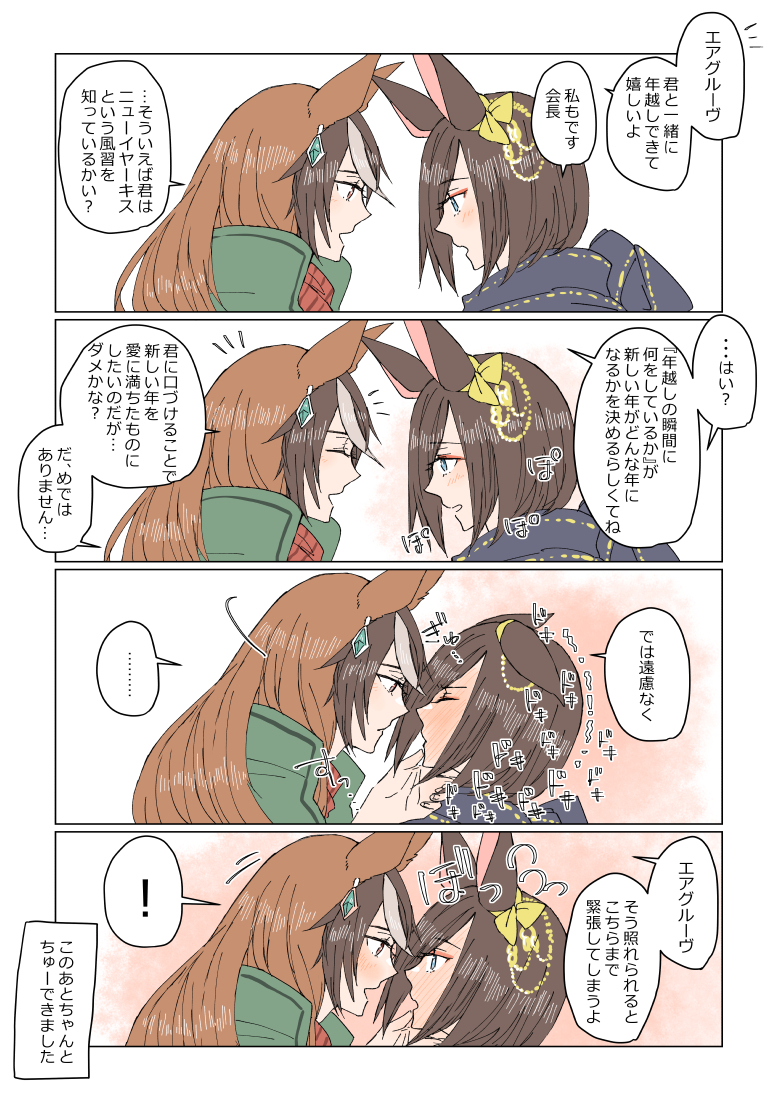 エアグルーヴ
君と一緒に
年越しできて
嬉しいよ
私もです
会長
…そういえば君は
ニューイヤーキス
という風習を
知っているかい？
…はい？
『年越しの瞬間に
何をしているか』が
新しい年がどんな年に
なるかを決めるらしくてね
ぽ
ぽ
ぽ
君に口づけることで
新しい年を
愛に満ちたものに
したいのだが…
ダメかな？
だ、めでは
ありません…
では遠慮なく
ドキ
ドキ
ドキ
ドキ
ドキ
ドキ
ドキ
ドキ
ドキ
ドキ
ぎゅ…
すっ…
………
エアグルーヴ
そう照れられると
こちらまで
緊張してしまうよ
ぼっ
！
このあとちゃんと
ちゅーできました